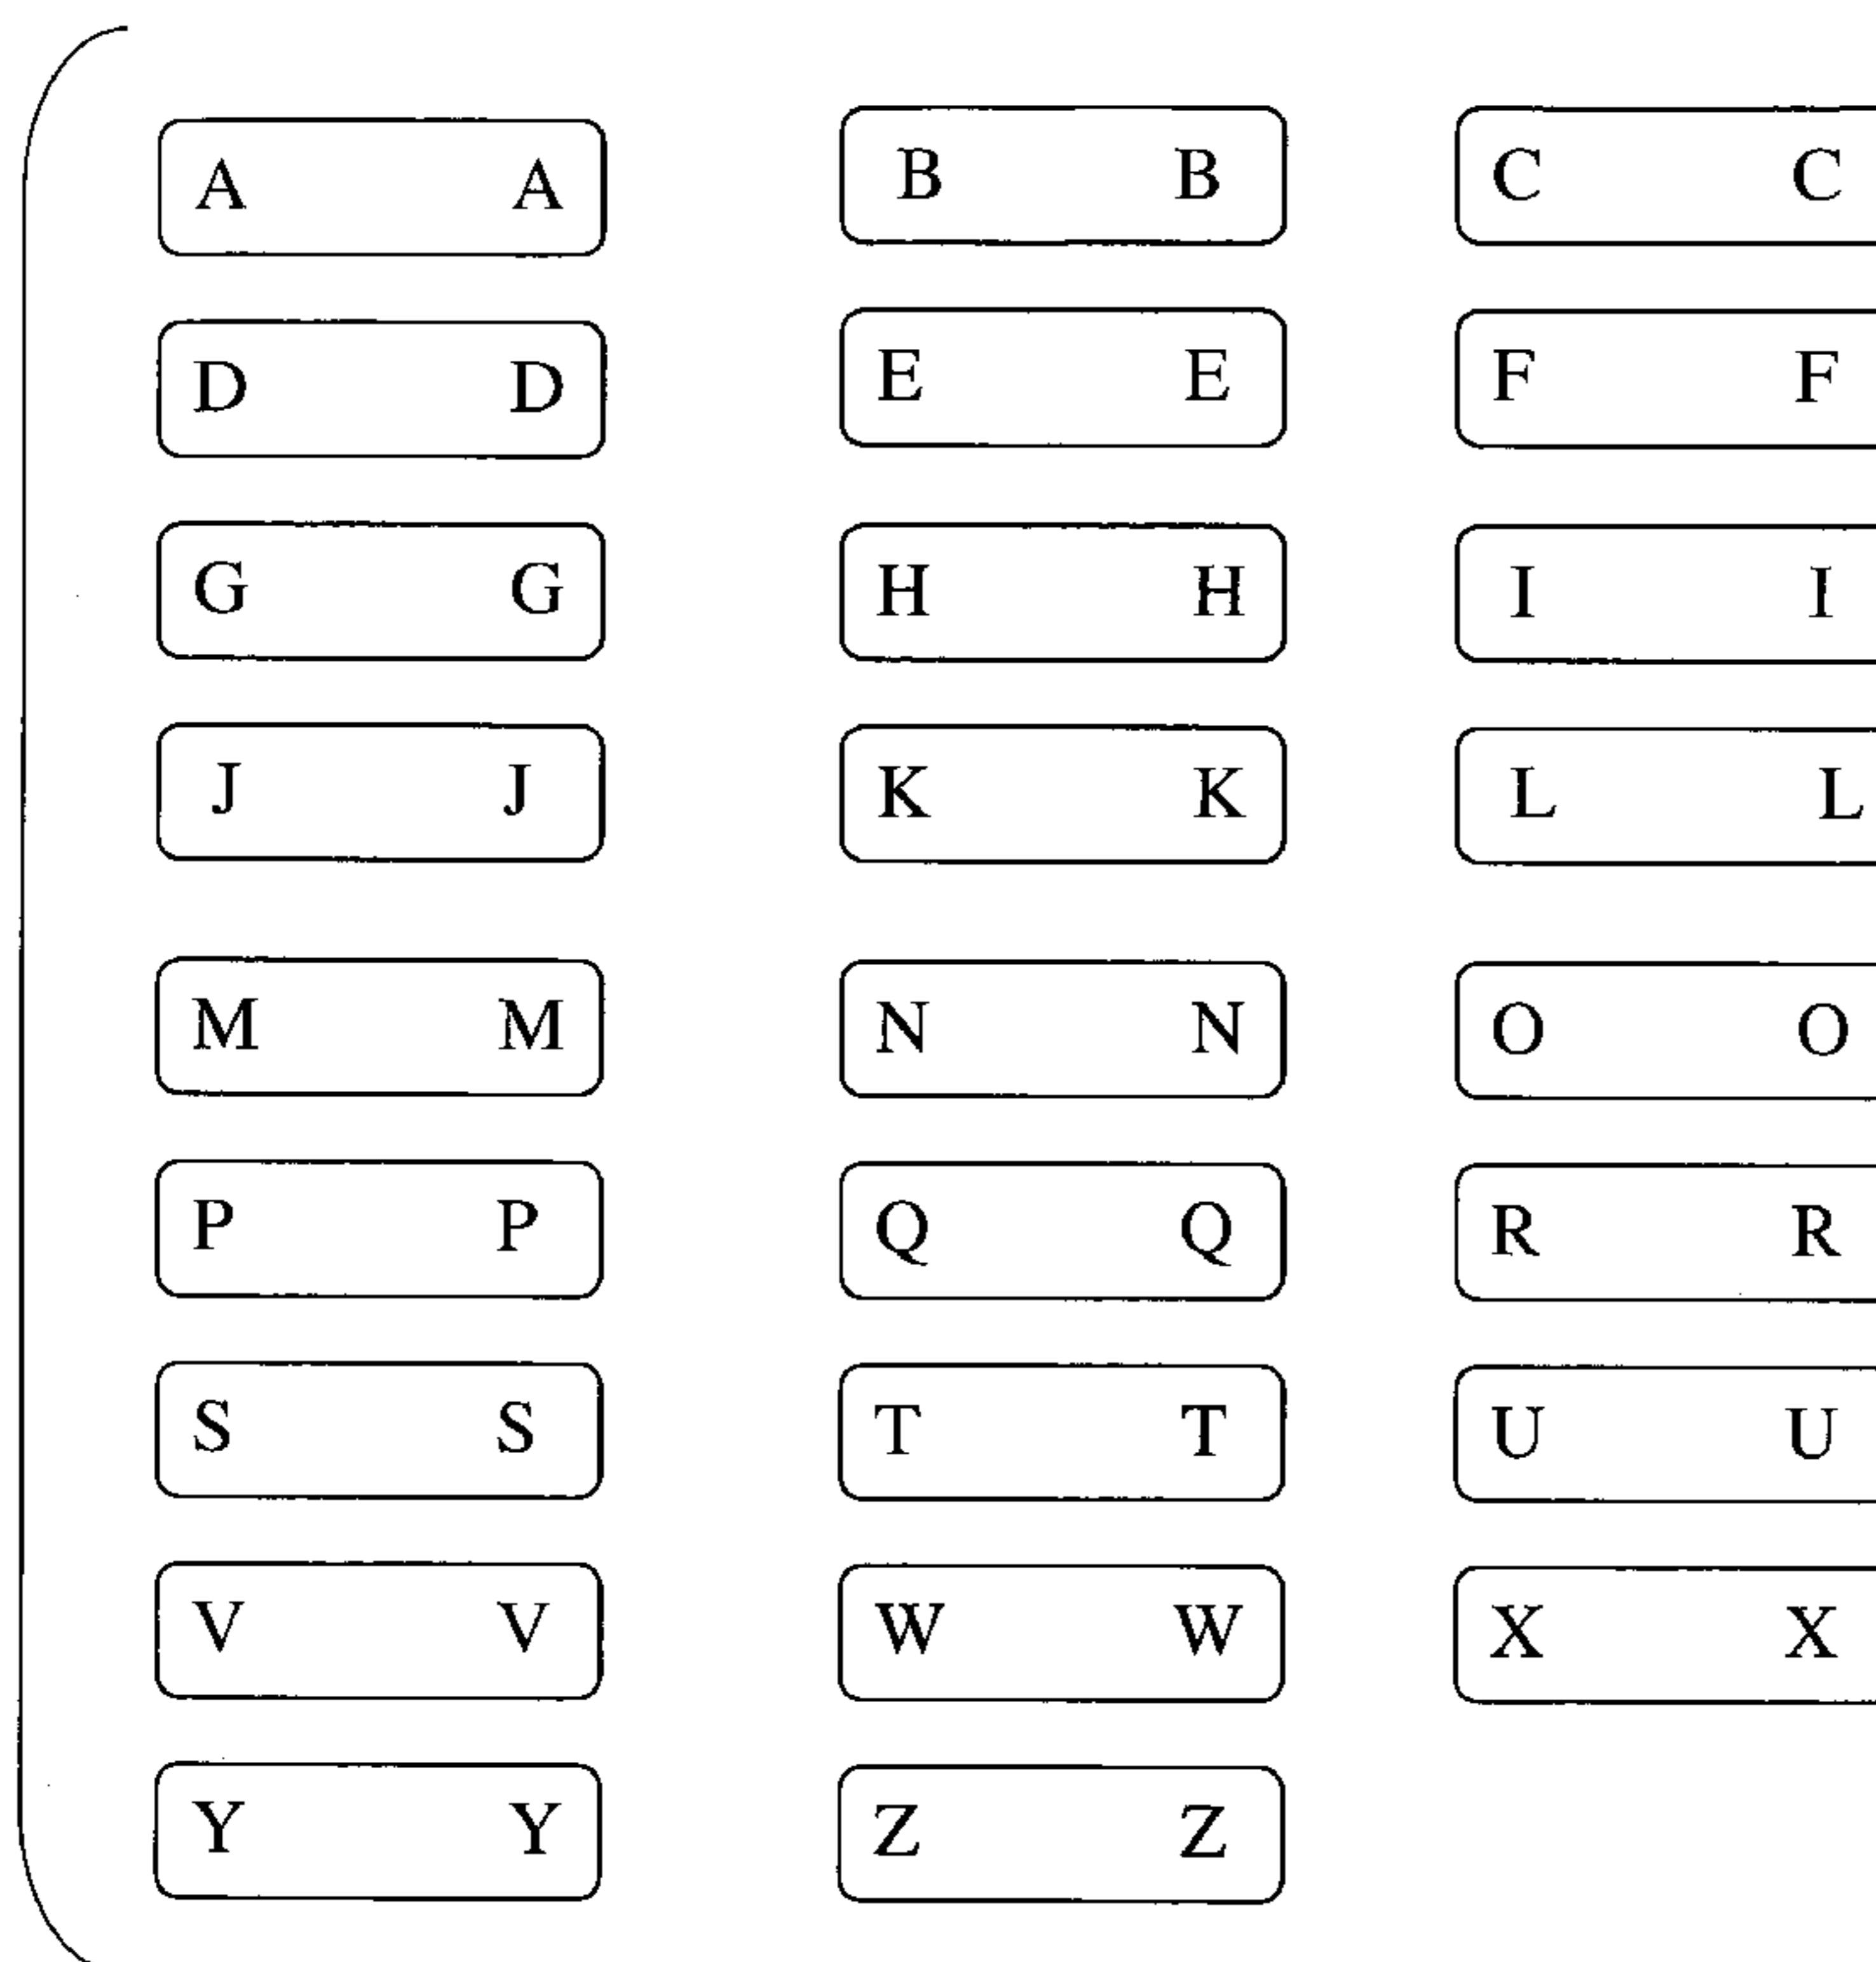 A A B B C C
D D E E F F
G G H H I I
J J K K L L
M M N N O O
P P Q Q R R
S S T T U U
V V W W X X
Y Y Z Z